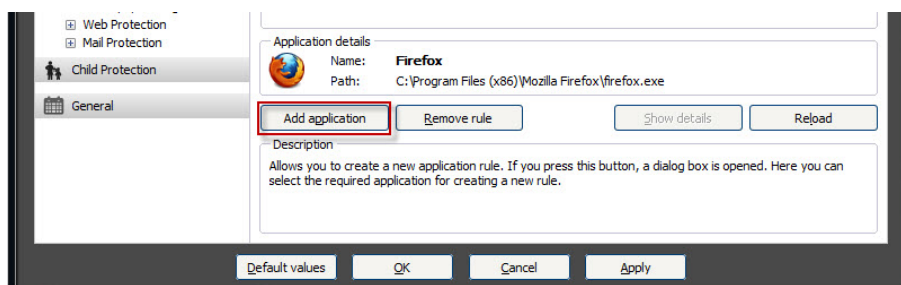 Web Protection
Mail Protection
Child Protection
General
Application details
Name: Firefox
Path: C:\Program Files (x86)\Mozilla Firefox\firefox.exe
Add application Remove rule Show details Reload
Description
Allows you to create a new application rule. If you press this button, a dialog box is opened. Here you can
select the required application for creating a new rule.
Default values OK Cancel Apply